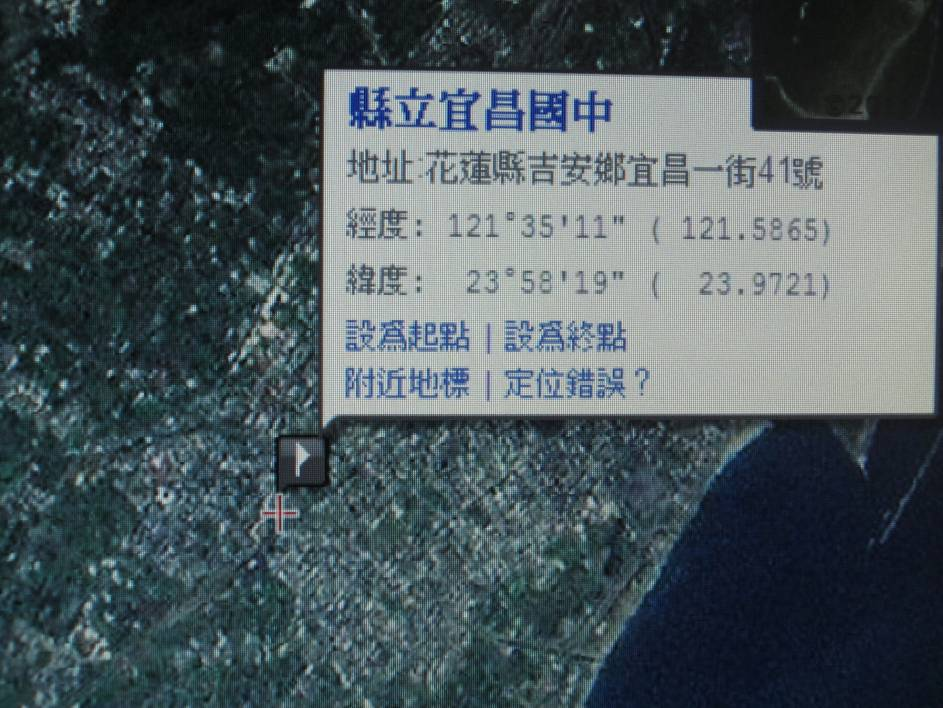 縣立宜昌國中
地址:花蓮縣吉安鄉宜昌一街41號
經度: 121°35'11" ( 121.5865)
緯度: 23°58'19" ( 23.9721)
設為起點 | 設為終點
附近地標 | 定位錯誤?